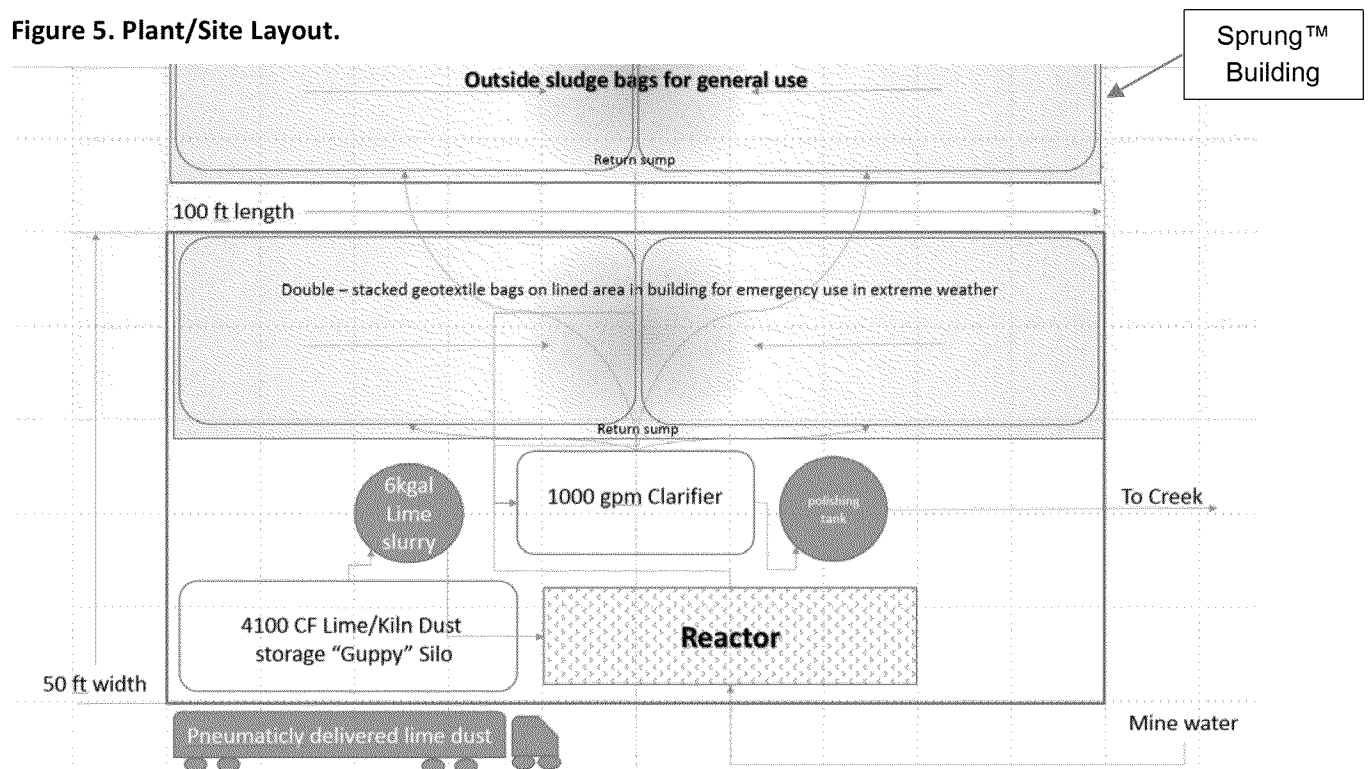 Figure 5. Plant/Site Layout.
Sprung™
Building
Outside sludge bags for general use
Return sump
100 ft length
Double – stacked geotextile bags on lined area in building for emergency use in extreme weather
Return sump
6kgal
Lime
slurry
1000 gpm Clarifier
polishing
tank
To Creek
4100 CF Lime/Kiln Dust
storage “Guppy” Silo
Reactor
50 ft width
Pneumaticly delivered lime dust
Mine water